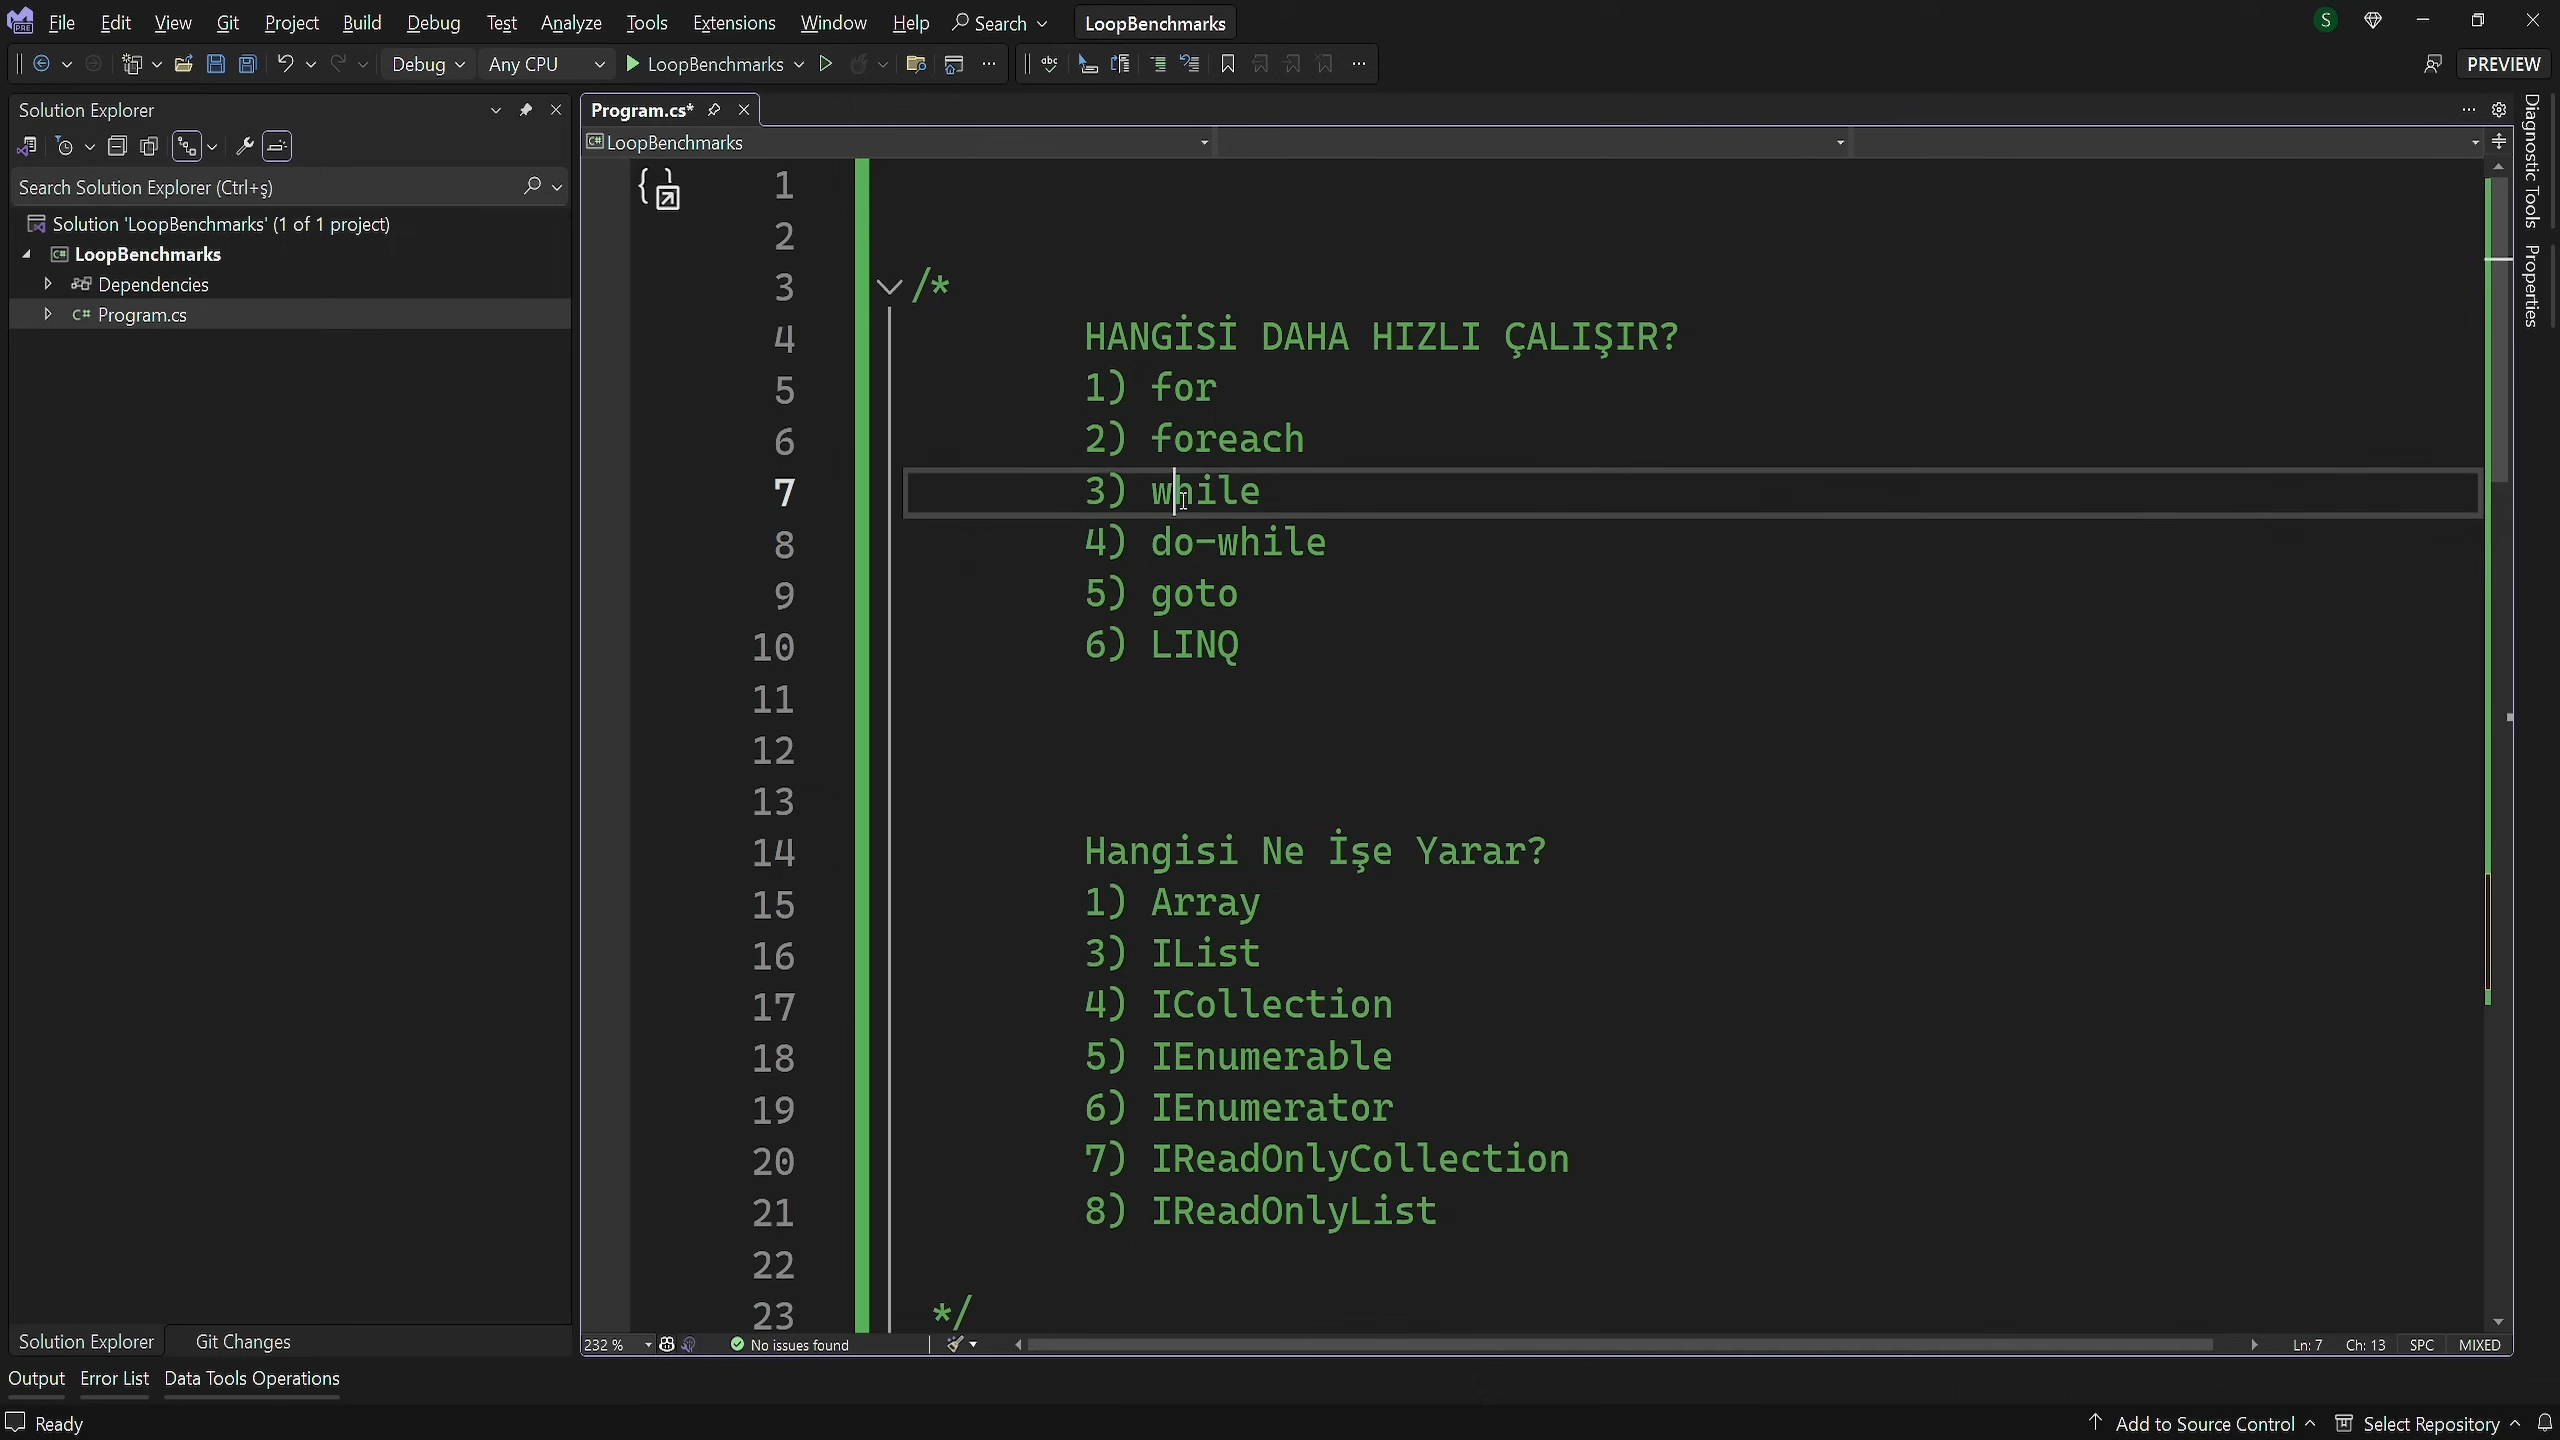 File Edit View Git Project Build Debug Test Analyze Tools Extensions Window Help Search LoopBenchmarks S
Debug Any CPU LoopBenchmarks abc PREVIEW
Solution Explorer
Search Solution Explorer (Ctrl+ş)
Solution 'LoopBenchmarks' (1 of 1 project)
C# LoopBenchmarks
Dependencies
C# Program.cs
Solution Explorer Git Changes
Program.cs*
C# LoopBenchmarks
1
2
3 /*
4 HANGİSİ DAHA HIZLI ÇALIŞIR?
5 1) for
6 2) foreach
7 3) while
8 4) do-while
9 5) goto
10 6) LINQ
11
12
13
14 Hangisi Ne İşe Yarar?
15 1) Array
16 3) IList
17 4) ICollection
18 5) IEnumerable
19 6) IEnumerator
20 7) IReadOnlyCollection
21 8) IReadOnlyList
22
23 */
232 % No issues found Ln: 7 Ch: 13 SPC MIXED
Diagnostic Tools
Properties
Output Error List Data Tools Operations
Ready Add to Source Control Select Repository